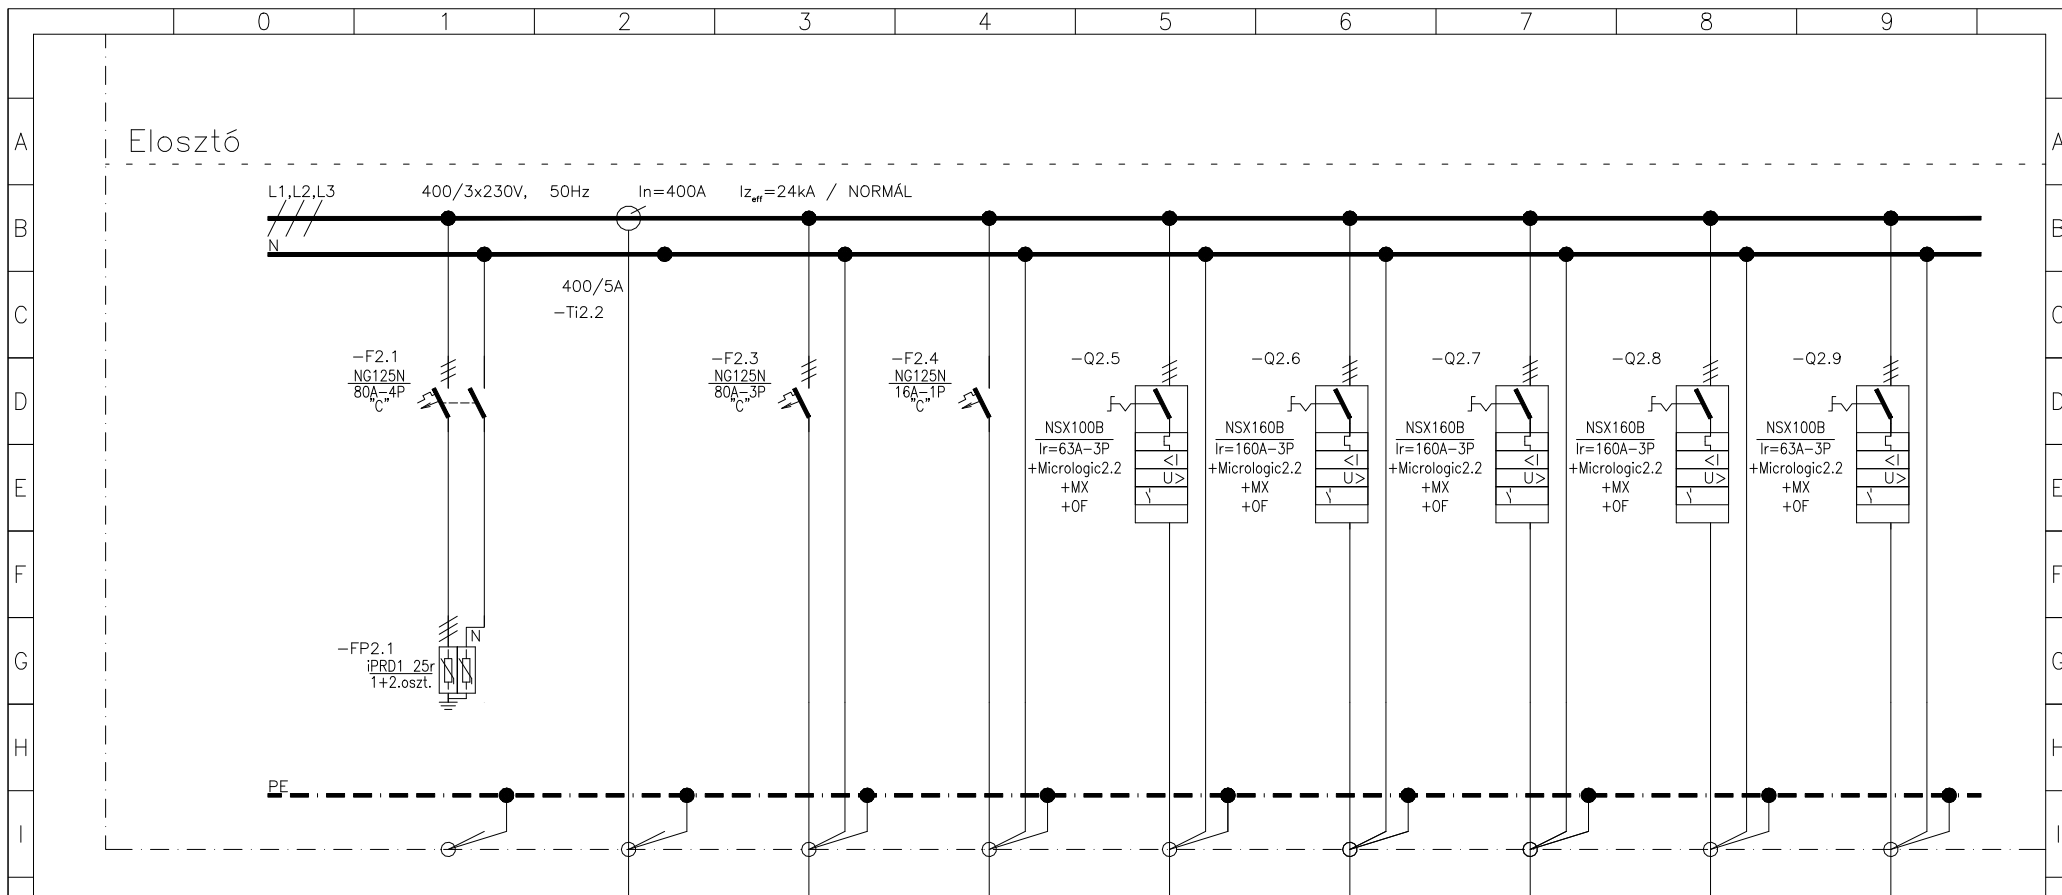 0 1 2 3 4 5 6 7 8 9
A A
Elosztó
L1,L2,L3 400/3x230V, 50Hz In=400A Iz eff=24kA / NORMÁL
B B
N
400/5A
-Ti2.2
C C
-F2.1 -F2.3 -F2.4 -Q2.5 -Q2.6 -Q2.7 -Q2.8 -Q2.9
NG125N NG125N NG125N
80A-4P 80A-3P 16A-1P
"C" "C" "C"
D D
NSX100B NSX160B NSX160B NSX160B NSX100B
Ir=63A-3P Ir=160A-3P Ir=160A-3P Ir=160A-3P Ir=63A-3P
+Micrologic2.2 +Micrologic2.2 +Micrologic2.2 +Micrologic2.2 +Micrologic2.2
<I <I <I <I <I
U> U> U> U> U>
+MX +MX +MX +MX +MX
E E
+OF +OF +OF +OF +OF
F F
N
-FP2.1
iPRD1 25r
1+2.oszt.
G G
H H
PE
I I